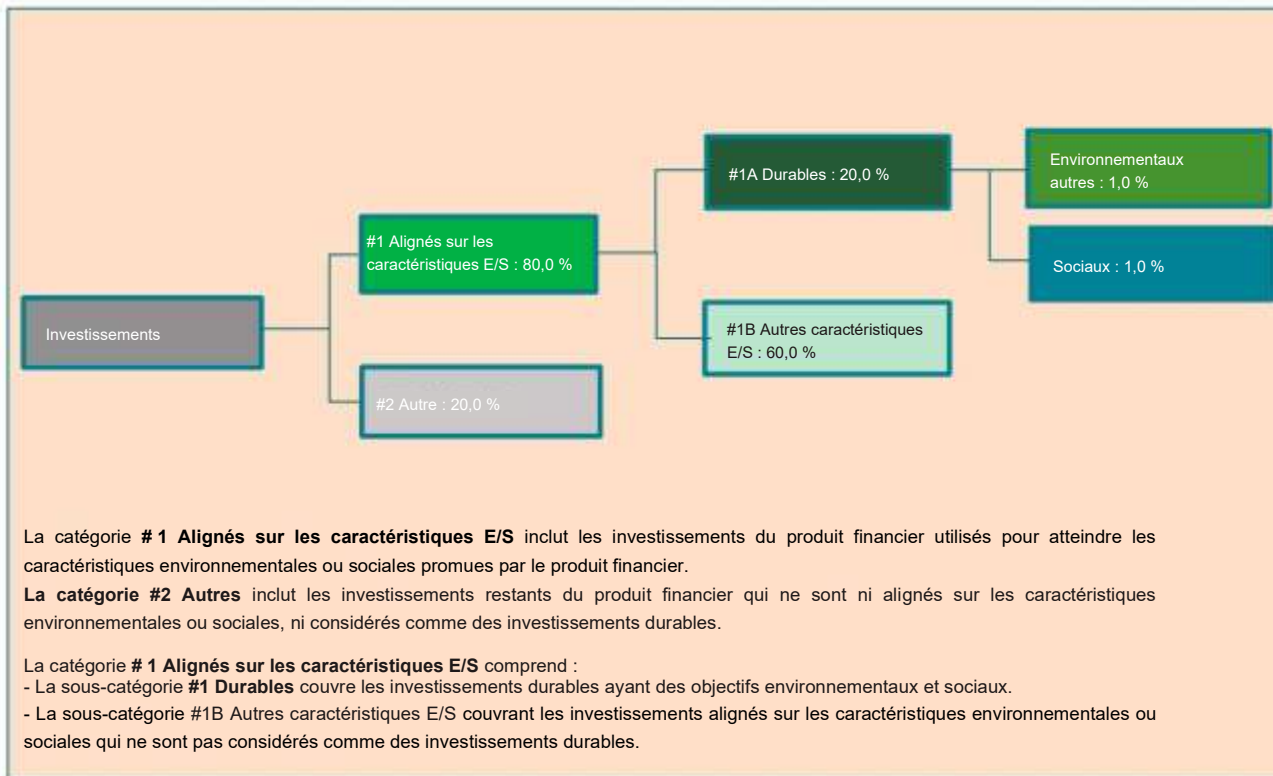 Investissements
#1 Alignés sur les
caractéristiques E/S : 80,0 %
#2 Autre : 20,0 %
#1A Durables : 20,0 %
#1B Autres caractéristiques
E/S : 60,0 %
Environnementaux
autres : 1,0 %
Sociaux : 1,0 %
La catégorie # 1 Alignés sur les caractéristiques E/S inclut les investissements du produit financier utilisés pour atteindre les
caractéristiques environnementales ou sociales promues par le produit financier.
La catégorie #2 Autres inclut les investissements restants du produit financier qui ne sont ni alignés sur les caractéristiques
environnementales ou sociales, ni considérés comme des investissements durables.
La catégorie # 1 Alignés sur les caractéristiques E/S comprend :
- La sous-catégorie #1 Durables couvre les investissements durables ayant des objectifs environnementaux et sociaux.
- La sous-catégorie #1B Autres caractéristiques E/S couvrant les investissements alignés sur les caractéristiques environnementales ou
sociales qui ne sont pas considérés comme des investissements durables.